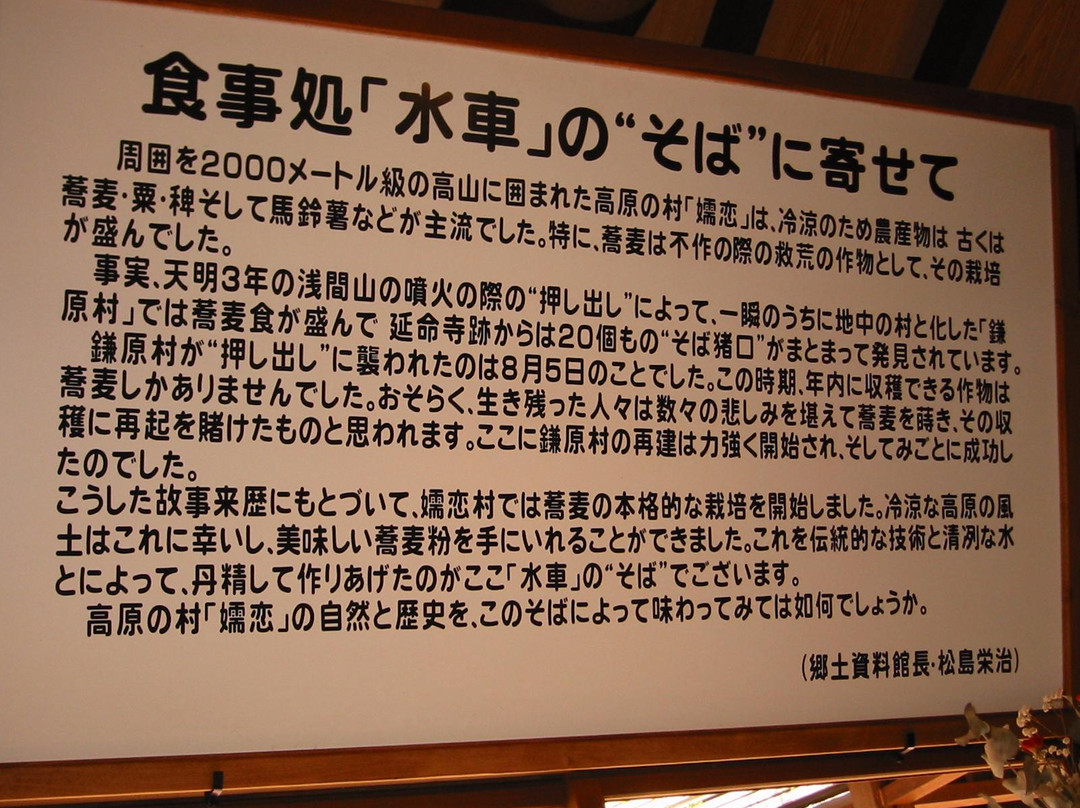 食事処「水車」の“そば”に寄せて
周囲を2000メートル級の高山に囲まれた高原の村「嬬恋」は、冷涼のため農産物は 古くは
蕎麦・粟・稗そして馬鈴薯などが主流でした。特に、蕎麦は不作の際の救荒の作物として、その栽培
が盛んでした。
事実、天明3年の浅間山の噴火の際の“押し出し”によって、一瞬のうちに地中の村と化した「鎌
原村」では蕎麦食が盛んで 延命寺跡からは20個もの“そば猪口”がまとまって発見されています。
鎌原村が“押し出し”に襲われたのは8月5日のことでした。この時期、年内に収穫できる作物は
蕎麦しかありませんでした。おそらく、生き残った人々は数々の悲しみを堪えて蕎麦を蒔き、その収
穫に再起を賭けたものと思われます。ここに鎌原村の再建は力強く開始され、そしてみごとに成功し
たのでした。
こうした故事来歴にもとづいて、嬬恋村では蕎麦の本格的な栽培を開始しました。冷涼な高原の風
土はこれに幸いし、美味しい蕎麦粉を手にいれることができました。これを伝統的な技術と清冽な水
とによって、丹精して作りあげたのがここ「水車」の“そば”でございます。
高原の村「嬬恋」の自然と歴史を、このそばによって味わってみては如何でしょうか。
(郷土資料館長・松島栄治)